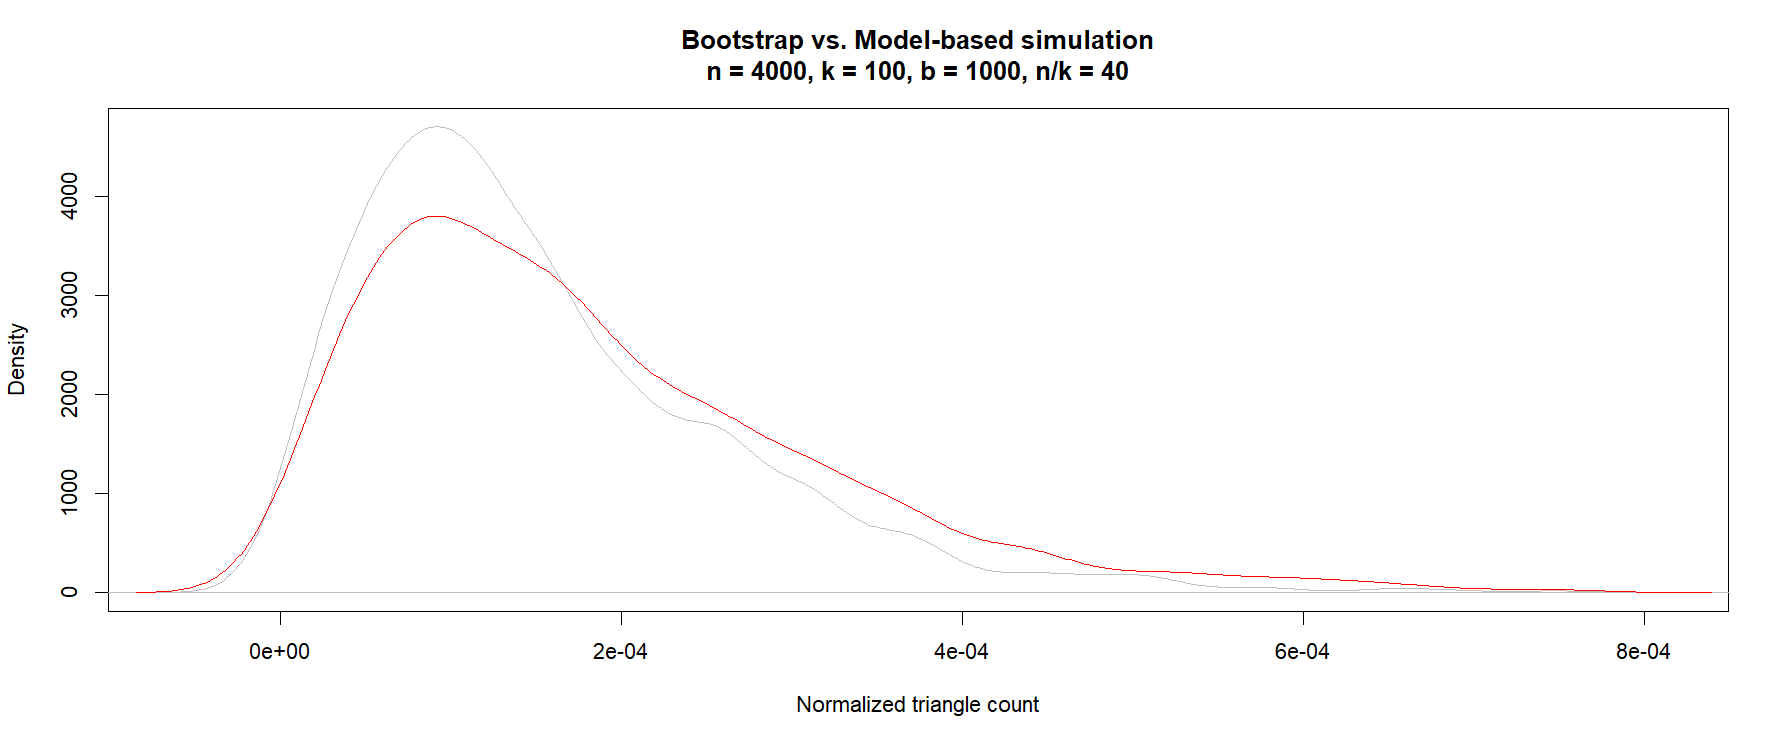 Bootstrap vs. Model-based simulation
n = 4000, k = 100, b = 1000, n/k = 40
Density
4000
3000
2000
1000
0
0e+00 2e-04 4e-04 6e-04 8e-04
Normalized triangle count